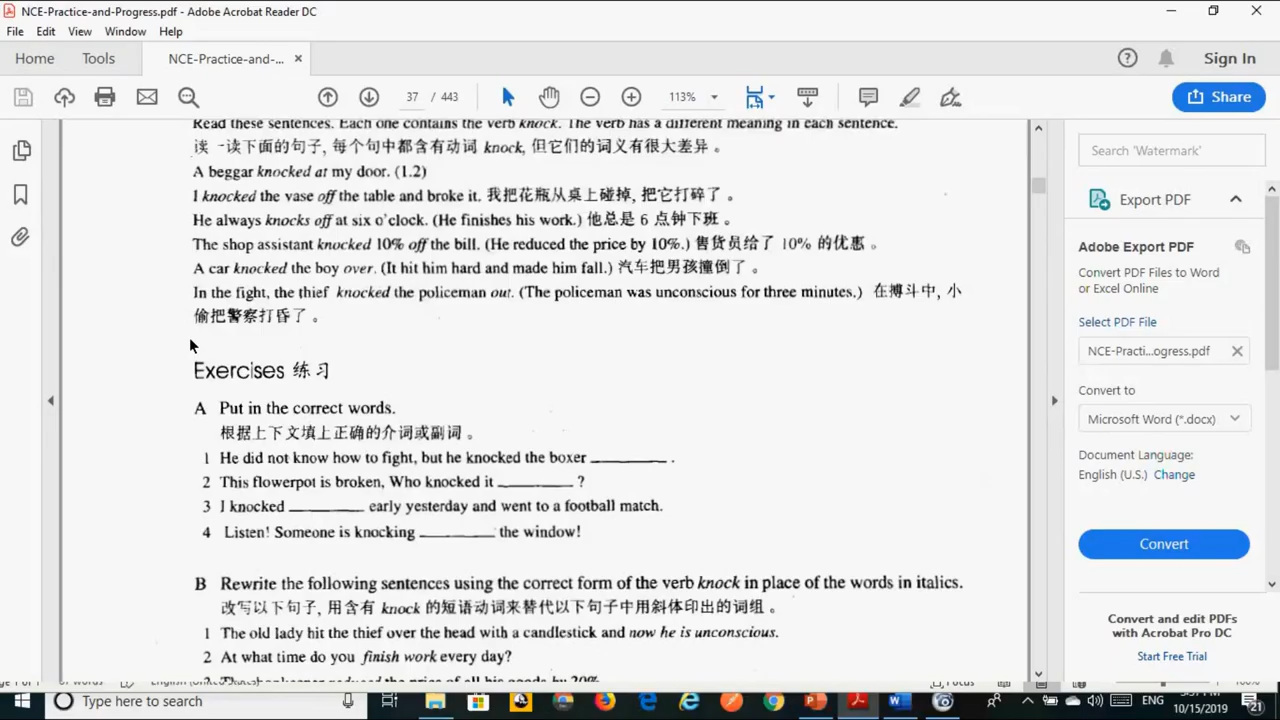 NCE-Practice-and-Progress.pdf - Adobe Acrobat Reader DC
File Edit View Window Help
Home Tools NCE-Practice-and-... × Sign In
37 / 443 113% Share
Read these sentences. Each one contains the verb knock. The verb has a different meaning in each sentence.
读一读下面的句子, 每个句中都含有动词 knock, 但它们的词义有很大差异。
A beggar knocked at my door. (1.2)
I knocked the vase off the table and broke it. 我把花瓶从桌上碰掉, 把它打碎了。
He always knocks off at six o'clock. (He finishes his work.) 他总是 6 点钟下班。
The shop assistant knocked 10% off the bill. (He reduced the price by 10%.) 售货员给了 10% 的优惠。
A car knocked the boy over. (It hit him hard and made him fall.) 汽车把男孩撞倒了。
In the fight, the thief knocked the policeman out. (The policeman was unconscious for three minutes.) 在搏斗中, 小
偷把警察打昏了。
Exercises 练习
A Put in the correct words.
根据上下文填上正确的介词或副词。
1 He did not know how to fight, but he knocked the boxer ________ .
2 This flowerpot is broken, Who knocked it ________ ?
3 I knocked ________ early yesterday and went to a football match.
4 Listen! Someone is knocking ________ the window!
B Rewrite the following sentences using the correct form of the verb knock in place of the words in italics.
改写以下句子, 用含有 knock 的短语动词来替代以下句子中用斜体印出的词组。
1 The old lady hit the thief over the head with a candlestick and now he is unconscious.
2 At what time do you finish work every day?
Search 'Watermark'
Export PDF
Adobe Export PDF
Convert PDF Files to Word
or Excel Online
Select PDF File
NCE-Practi...ogress.pdf ×
Convert to
Microsoft Word (*.docx)
Document Language:
English (U.S.) Change
Convert
Convert and edit PDFs
with Acrobat Pro DC
Start Free Trial
Focus
Type here to search
ENG
10/15/2019
21